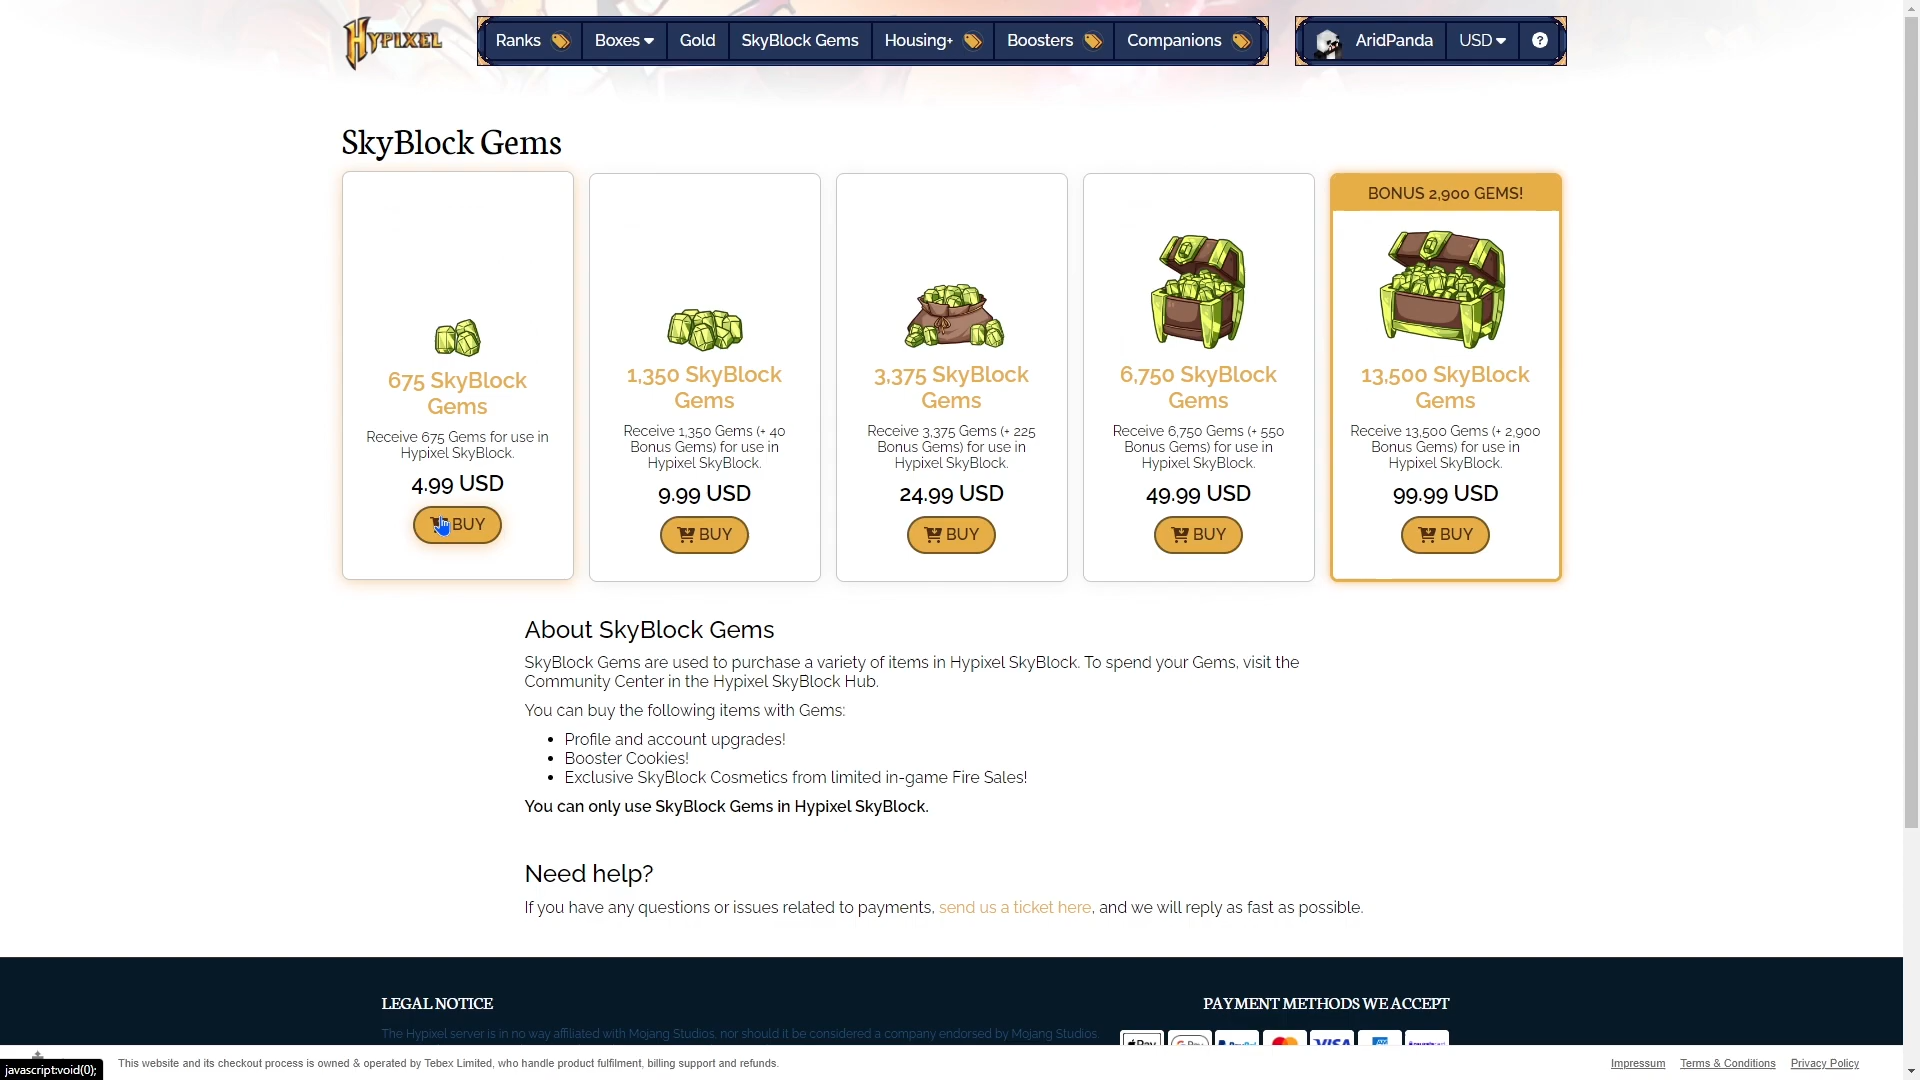 HYPIXEL
Ranks
Boxes
Gold
SkyBlock Gems
Housing+
Boosters
Companions
AridPanda
USD
?
SkyBlock Gems
675 SkyBlock
Gems
Receive 675 Gems for use in
Hypixel SkyBlock.
4.99 USD
BUY
1,350 SkyBlock
Gems
Receive 1,350 Gems (+ 40
Bonus Gems) for use in
Hypixel SkyBlock.
9.99 USD
BUY
3,375 SkyBlock
Gems
Receive 3,375 Gems (+ 225
Bonus Gems) for use in
Hypixel SkyBlock.
24.99 USD
BUY
6,750 SkyBlock
Gems
Receive 6,750 Gems (+ 550
Bonus Gems) for use in
Hypixel SkyBlock.
49.99 USD
BUY
BONUS 2,900 GEMS!
13,500 SkyBlock
Gems
Receive 13,500 Gems (+ 2,900
Bonus Gems) for use in
Hypixel SkyBlock.
99.99 USD
BUY
About SkyBlock Gems
SkyBlock Gems are used to purchase a variety of items in Hypixel SkyBlock. To spend your Gems, visit the
Community Center in the Hypixel SkyBlock Hub.
You can buy the following items with Gems:
• Profile and account upgrades!
• Booster Cookies!
• Exclusive SkyBlock Cosmetics from limited in-game Fire Sales!
You can only use SkyBlock Gems in Hypixel SkyBlock.
Need help?
If you have any questions or issues related to payments, send us a ticket here, and we will reply as fast as possible.
LEGAL NOTICE
The Hypixel server is in no way affiliated with Mojang Studios, nor should it be considered a company endorsed by Mojang Studios.
PAYMENT METHODS WE ACCEPT
Pay
G Pay
PayPal
VISA
javascript:void(0);
This website and its checkout process is owned & operated by Tebex Limited, who handle product fulfilment, billing support and refunds.
Impressum
Terms & Conditions
Privacy Policy